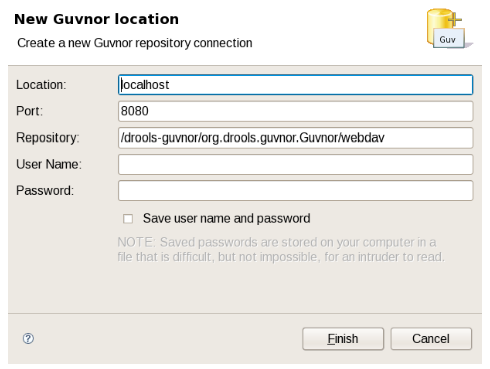 New Guvnor location
Create a new Guvnor repository connection
Guv
Location: localhost
Port: 8080
Repository: /drools-guvnor/org.drools.guvnor.Guvnor/webdav
User Name:
Password:
Save user name and password
NOTE: Saved passwords are stored on your computer in a
file that is difficult, but not impossible, for an intruder to read.
?
Finish Cancel